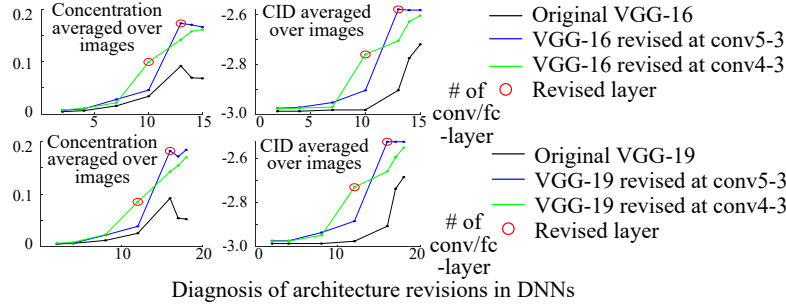 Concentration
averaged over
images
0.2
0.1
0
5
10
15
CID averaged
over images
-2.6
-2.8
-3.0
0
5
10
15
# of
conv/fc
-layer
Original VGG-16
VGG-16 revised at conv5-3
VGG-16 revised at conv4-3
Revised layer
Concentration
averaged over
images
0.2
0.1
0
10
20
CID averaged
over images
-2.6
-2.8
-3.0
0
10
20
# of
conv/fc
-layer
Original VGG-19
VGG-19 revised at conv5-3
VGG-19 revised at conv4-3
Revised layer
Diagnosis of architecture revisions in DNNs